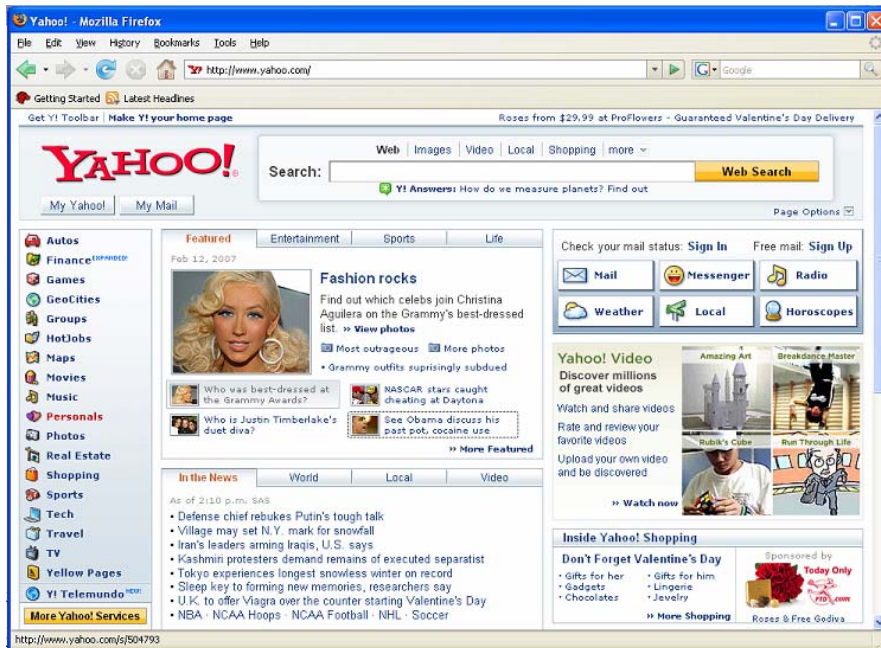 Yahoo! - Mozilla Firefox
File Edit View History Bookmarks Tools Help
http://www.yahoo.com/
Google
Getting Started Latest Headlines
Get Y! Toolbar | Make Y! your home page
Roses from $29.99 at ProFlowers - Guaranteed Valentine's Day Delivery
YAHOO!
My Yahoo! My Mail
Web | Images | Video | Local | Shopping | more
Search: Web Search
Y! Answers: How do we measure planets? Find out
Page Options
Autos
Finance EXPANDED!
Games
GeoCities
Groups
HotJobs
Maps
Movies
Music
Personals
Photos
Real Estate
Shopping
Sports
Tech
Travel
TV
Yellow Pages
Y! Telemundo NEW!
More Yahoo! Services
Featured Entertainment Sports Life
Feb 12, 2007
Fashion rocks
Find out which celebs join Christina
Aguilera on the Grammy's best-dressed
list. » View photos
Most outrageous More photos
• Grammy outfits suprisingly subdued
Who was best-dressed at
the Grammy Awards?
NASCAR stars caught
cheating at Daytona
Who is Justin Timberlake's
duet diva?
See Obama discuss his
past pot, cocaine use
» More Featured
In the News World Local Video
As of 2:10 p.m. SAS
• Defense chief rebukes Putin's tough talk
• Village may set N.Y. mark for snowfall
• Iran's leaders arming Iraqis, U.S. says
• Kashmiri protesters demand remains of executed separatist
• Tokyo experiences longest snowless winter on record
• Sleep key to forming new memories, researchers say
• U.K. to offer Viagra over the counter starting Valentine's Day
• NBA · NCAA Hoops · NCAA Football · NHL · Soccer
Check your mail status: Sign In Free mail: Sign Up
Mail Messenger Radio
Weather Local Horoscopes
Yahoo! Video
Discover millions
of great videos
Watch and share videos
Rate and review your
favorite videos
Upload your own video
and be discovered
» Watch now
Amazing Art Breakdance Master
Rubik's Cube Run Through Life
Inside Yahoo! Shopping
Don't Forget Valentine's Day
· Gifts for her · Gifts for him
· Gadgets · Lingerie
· Chocolates · Jewelry
» More Shopping
Sponsored by
Today Only
FTD.com
Roses & Free Godiva
http://www.yahoo.com/s/504793